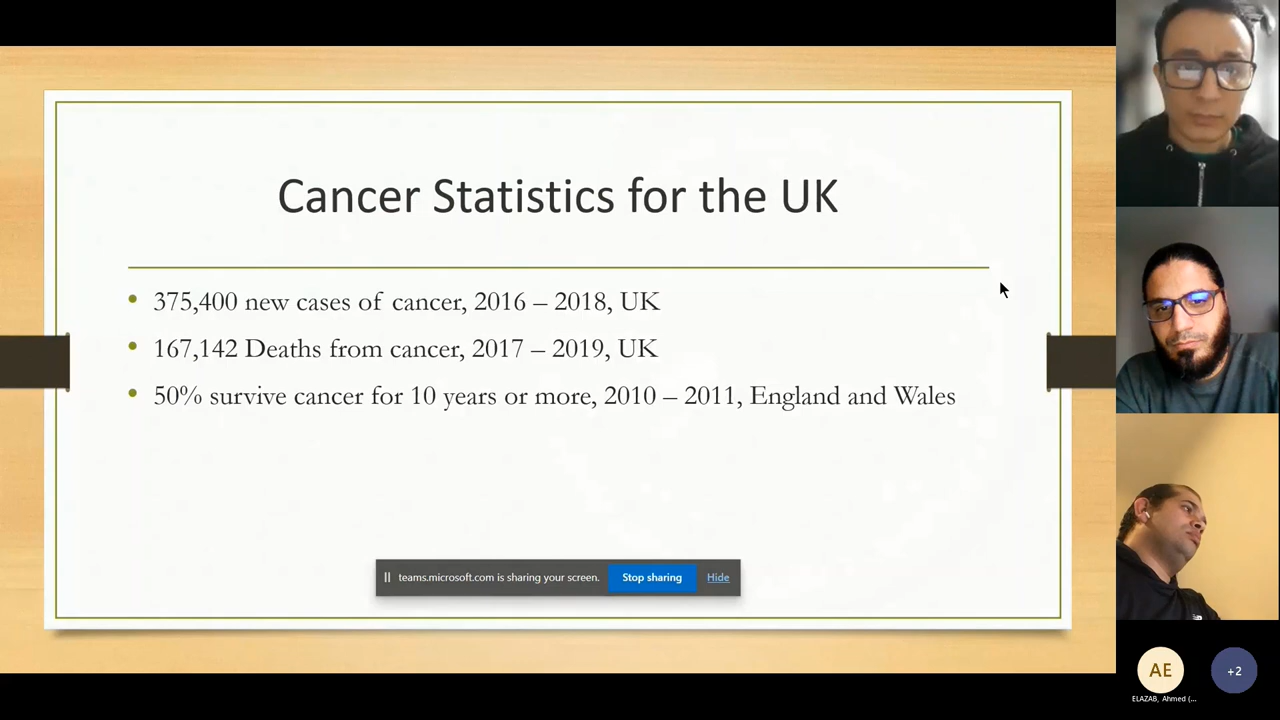 Cancer Statistics for the UK
• 375,400 new cases of cancer, 2016 – 2018, UK
• 167,142 Deaths from cancer, 2017 – 2019, UK
• 50% survive cancer for 10 years or more, 2010 – 2011, England and Wales
teams.microsoft.com is sharing your screen. Stop sharing Hide
AE +2
ELAZAB, Ahmed (...